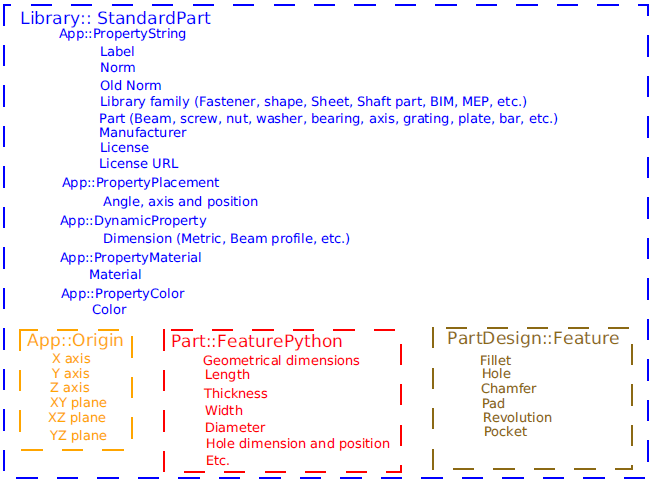 Library:: StandardPart
App::PropertyString
Label
Norm
Old Norm
Library family (Fastener, shape, Sheet, Shaft part, BIM, MEP, etc.)
Part (Beam, screw, nut, washer, bearing, axis, grating, plate, bar, etc.)
Manufacturer
License
License URL
App::PropertyPlacement
Angle, axis and position
App::DynamicProperty
Dimension (Metric, Beam profile, etc.)
App::PropertyMaterial
Material
App::PropertyColor
Color
App::Origin
X axis
Y axis
Z axis
XY plane
XZ plane
YZ plane
Part::FeaturePython
Geometrical dimensions
Length
Thickness
Width
Diameter
Hole dimension and position
Etc.
PartDesign::Feature
Fillet
Hole
Chamfer
Pad
Revolution
Pocket